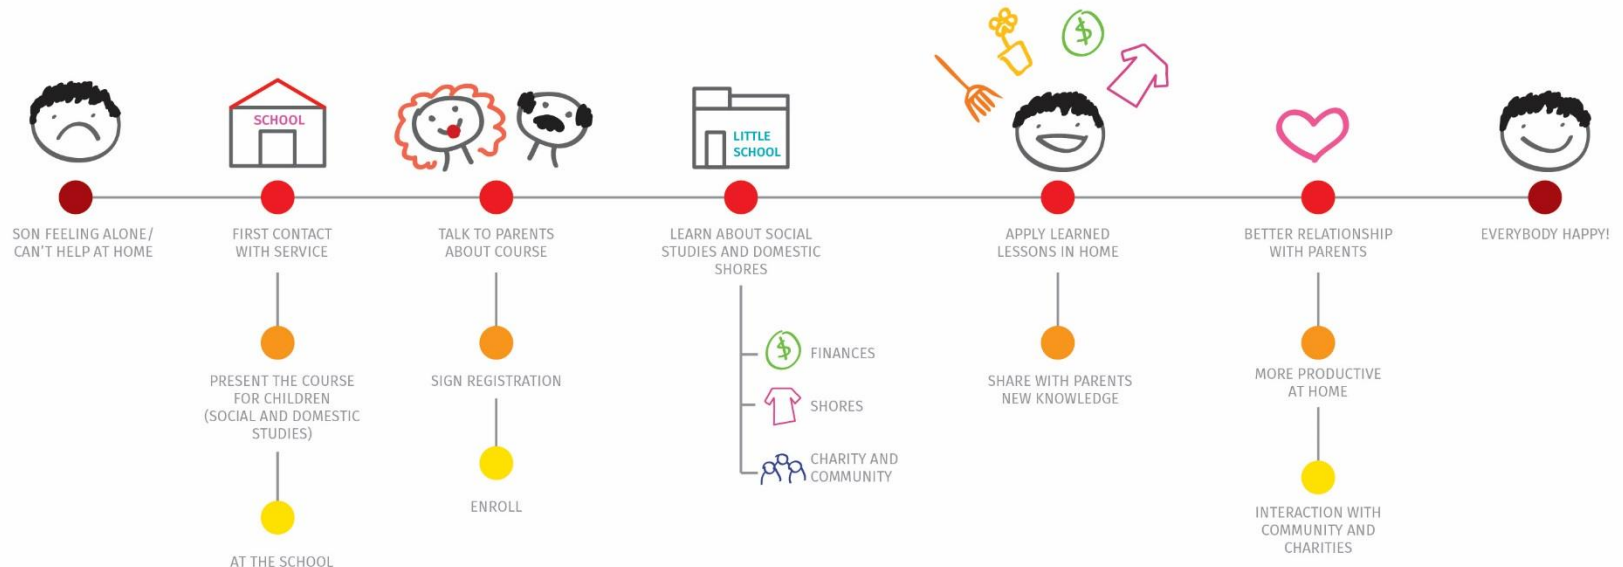 SCHOOL
LITTLE
SCHOOL
SON FEELING ALONE/
CAN'T HELP AT HOME
FIRST CONTACT
WITH SERVICE
PRESENT THE COURSE
FOR CHILDREN
(SOCIAL AND DOMESTIC
STUDIES)
AT THE SCHOOL
TALK TO PARENTS
ABOUT COURSE
SIGN REGISTRATION
ENROLL
LEARN ABOUT SOCIAL
STUDIES AND DOMESTIC
SHORES
$
FINANCES
SHORES
CHARITY AND
COMMUNITY
$
APPLY LEARNED
LESSONS IN HOME
SHARE WITH PARENTS
NEW KNOWLEDGE
BETTER RELATIONSHIP
WITH PARENTS
MORE PRODUCTIVE
AT HOME
INTERACTION WITH
COMMUNITY AND
CHARITIES
EVERYBODY HAPPY!